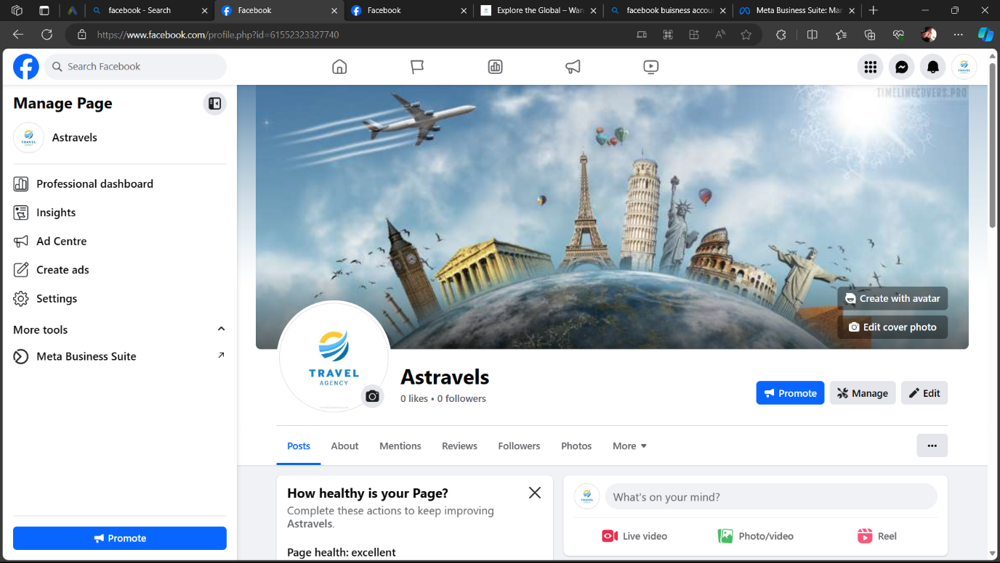 facebook - Search
Facebook
Facebook
Explore the Global – Wan
facebook buisness accou
Meta Business Suite: Mar
https://www.facebook.com/profile.php?id=61552323327740
Search Facebook
Manage Page
Astravels
Professional dashboard
Insights
Ad Centre
Create ads
Settings
More tools
Meta Business Suite
Promote
TIMELINECOVERS.PRO
Create with avatar
Edit cover photo
TRAVEL
AGENCY
Astravels
0 likes • 0 followers
Promote
Manage
Edit
Posts
About
Mentions
Reviews
Followers
Photos
More
How healthy is your Page?
Complete these actions to keep improving
Astravels.
Page health: excellent
What's on your mind?
Live video
Photo/video
Reel